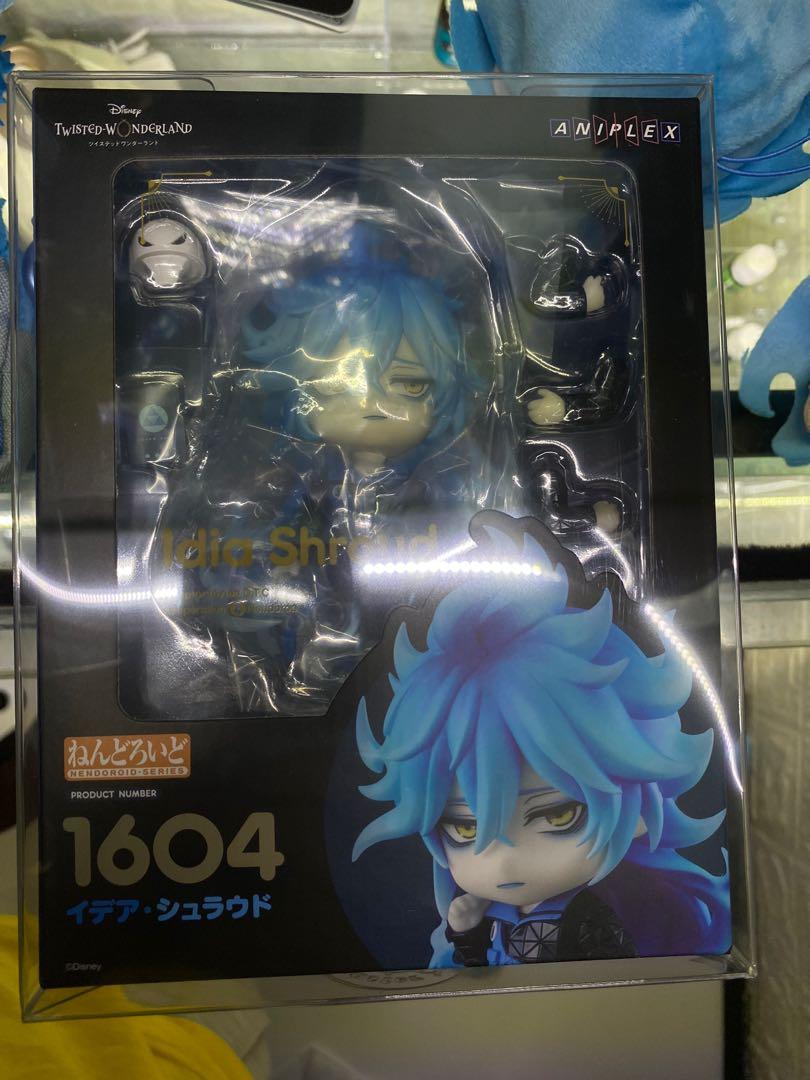 Disney
TWISTED-WONDERLAND
ツイステッドワンダーランド
ANIPLEX
Idia Shroud
ねんどろいど
NENDOROID·SERIES
PRODUCT NUMBER
1604
イデア・シュラウド
©Disney